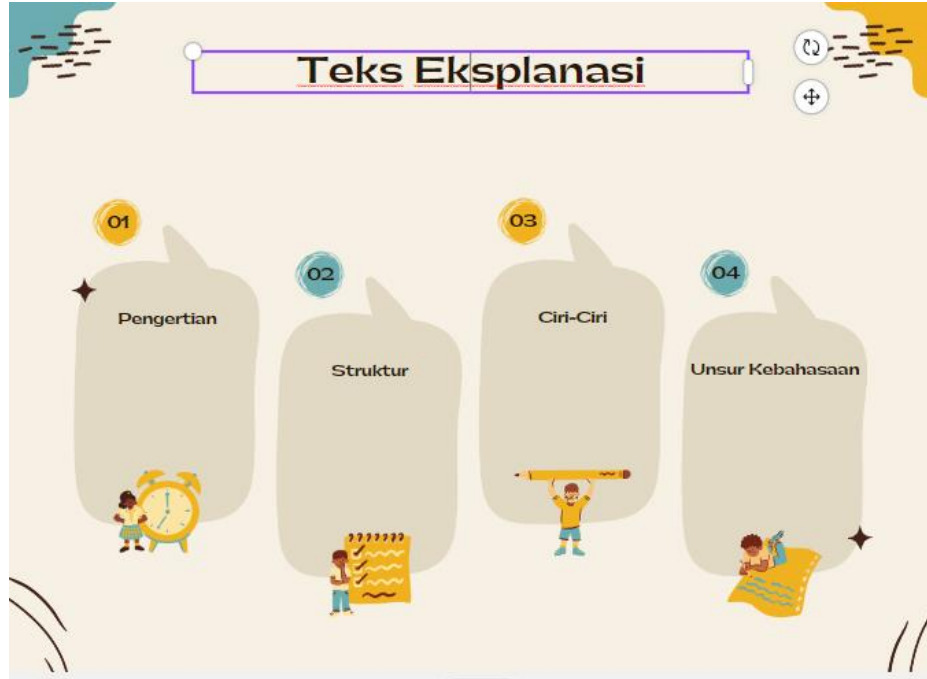 Teks Eksplanasi
01
Pengertian
02
Struktur
03
Ciri-Ciri
04
Unsur Kebahasaan